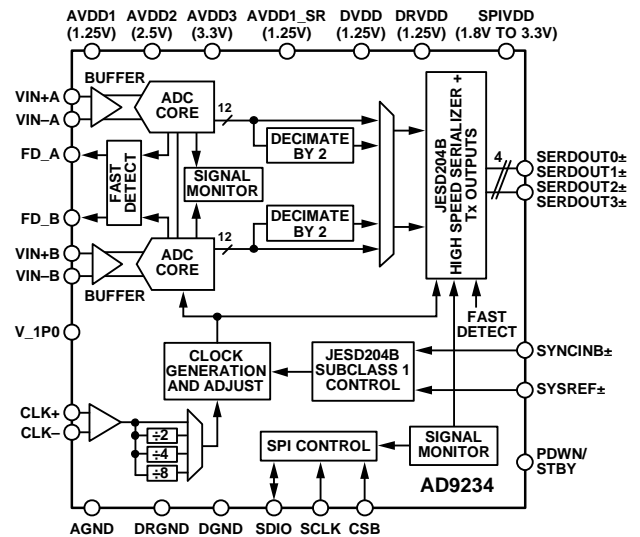 AVDD1 AVDD2 AVDD3 AVDD1_SR DVDD DRVDD SPIVDD
(1.25V) (2.5V) (3.3V) (1.25V) (1.25V) (1.25V) (1.8V TO 3.3V)
BUFFER
VIN+A
VIN–A
ADC
CORE
12
DECIMATE
BY 2
FD_A
FAST
DETECT
SIGNAL
MONITOR
FD_B
DECIMATE
BY 2
VIN+B
VIN–B
ADC
CORE
12
BUFFER
JESD204B
HIGH SPEED SERIALIZER +
Tx OUTPUTS
4
SERDOUT0±
SERDOUT1±
SERDOUT2±
SERDOUT3±
FAST
DETECT
V_1P0
CLOCK
GENERATION
AND ADJUST
JESD204B
SUBCLASS 1
CONTROL
SYNCINB±
SYSREF±
CLK+
CLK–
÷2
÷4
÷8
SPI CONTROL
SIGNAL
MONITOR
PDWN/
STBY
AD9234
AGND DRGND DGND SDIO SCLK CSB